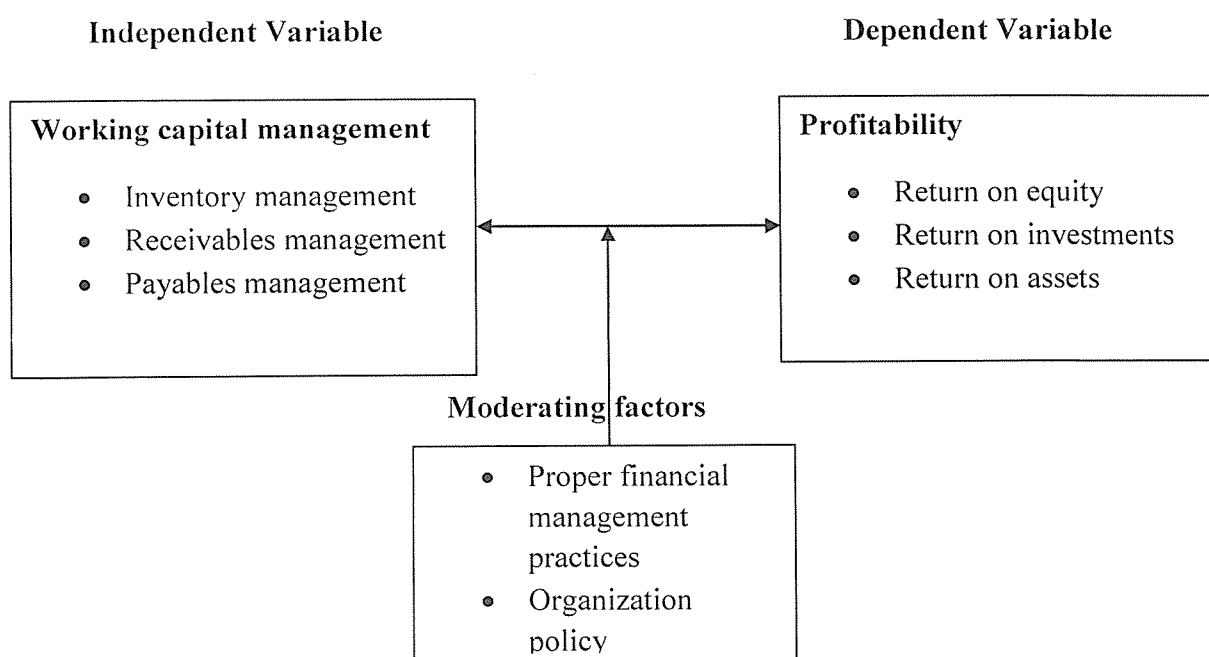 Independent Variable
Dependent Variable
Working capital management
• Inventory management
• Receivables management
• Payables management
Profitability
• Return on equity
• Return on investments
• Return on assets
Moderating factors
• Proper financial
management
practices
• Organization
policy